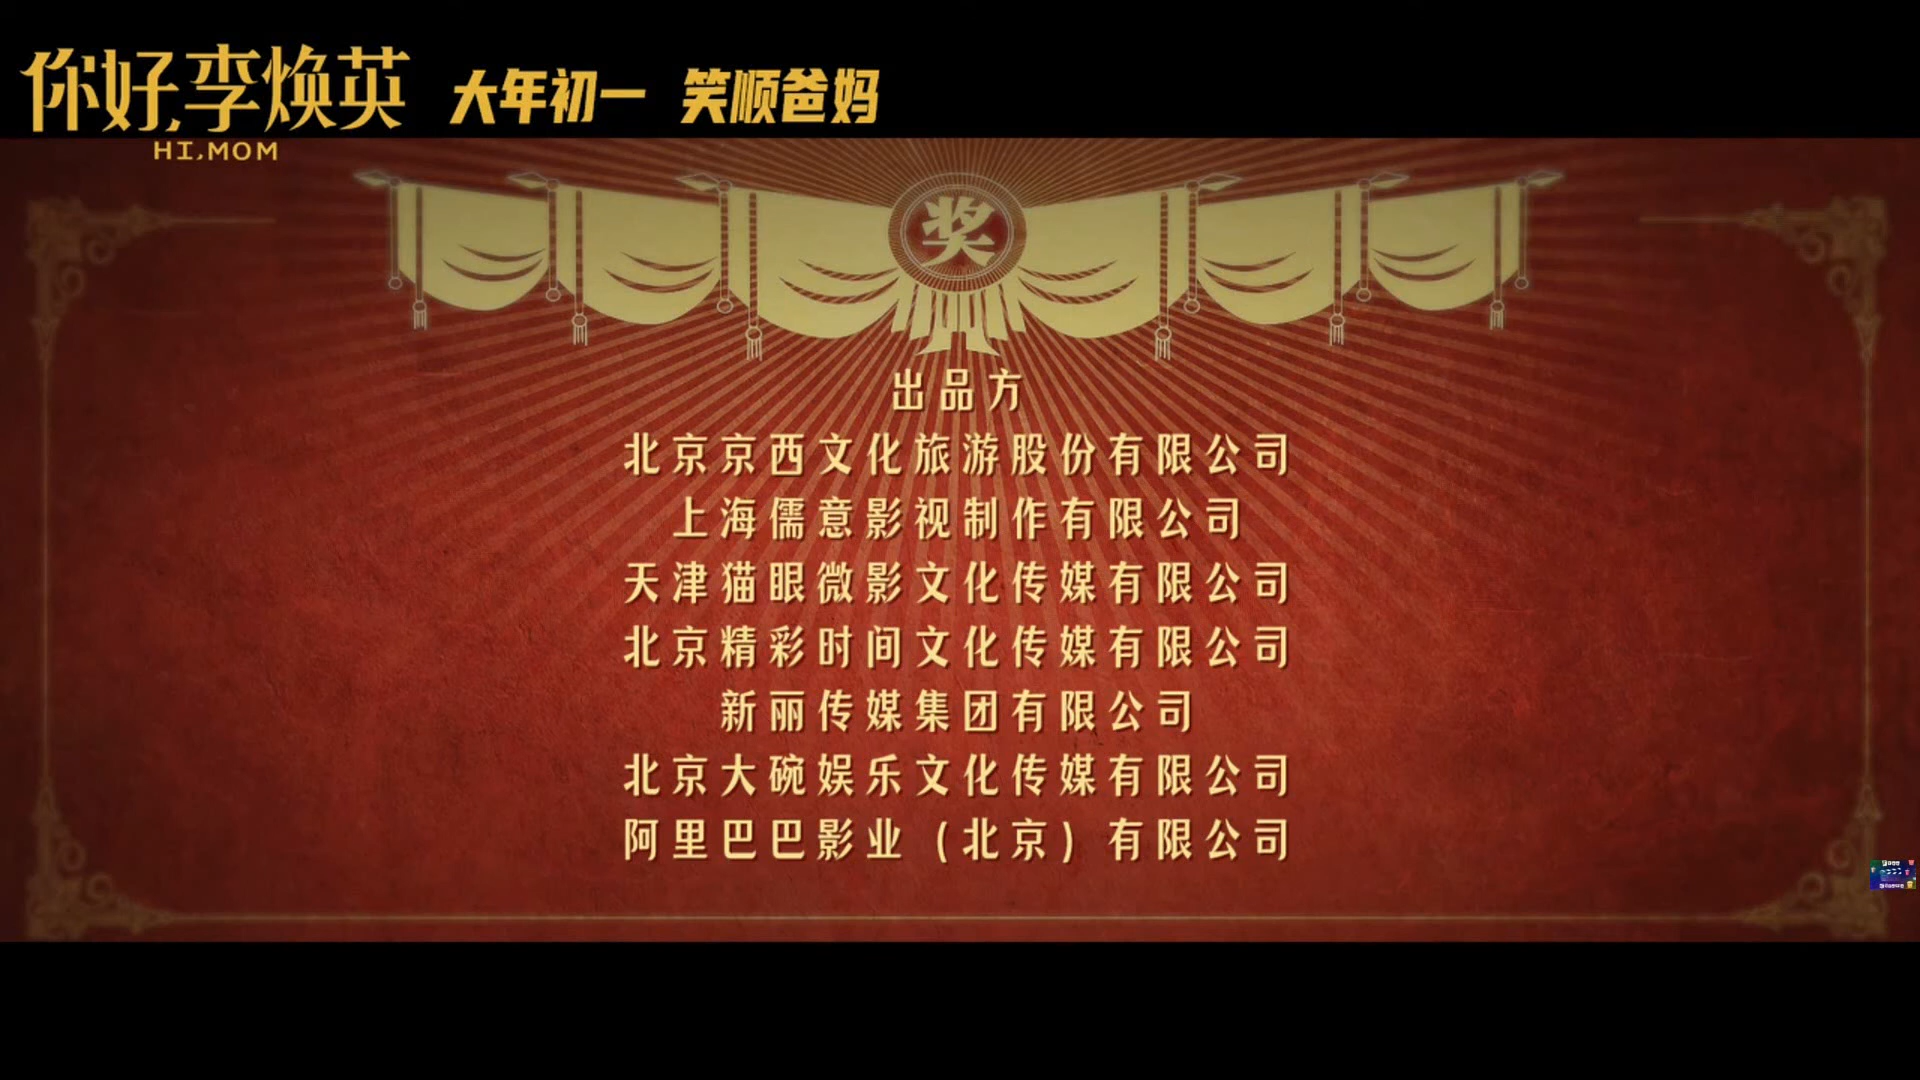 你好,李焕英 大年初一 笑顺爸妈
HI,MOM
奖
出品方
北京京西文化旅游股份有限公司
上海儒意影视制作有限公司
天津猫眼微影文化传媒有限公司
北京精彩时间文化传媒有限公司
新丽传媒集团有限公司
北京大碗娱乐文化传媒有限公司
阿里巴巴影业（北京）有限公司